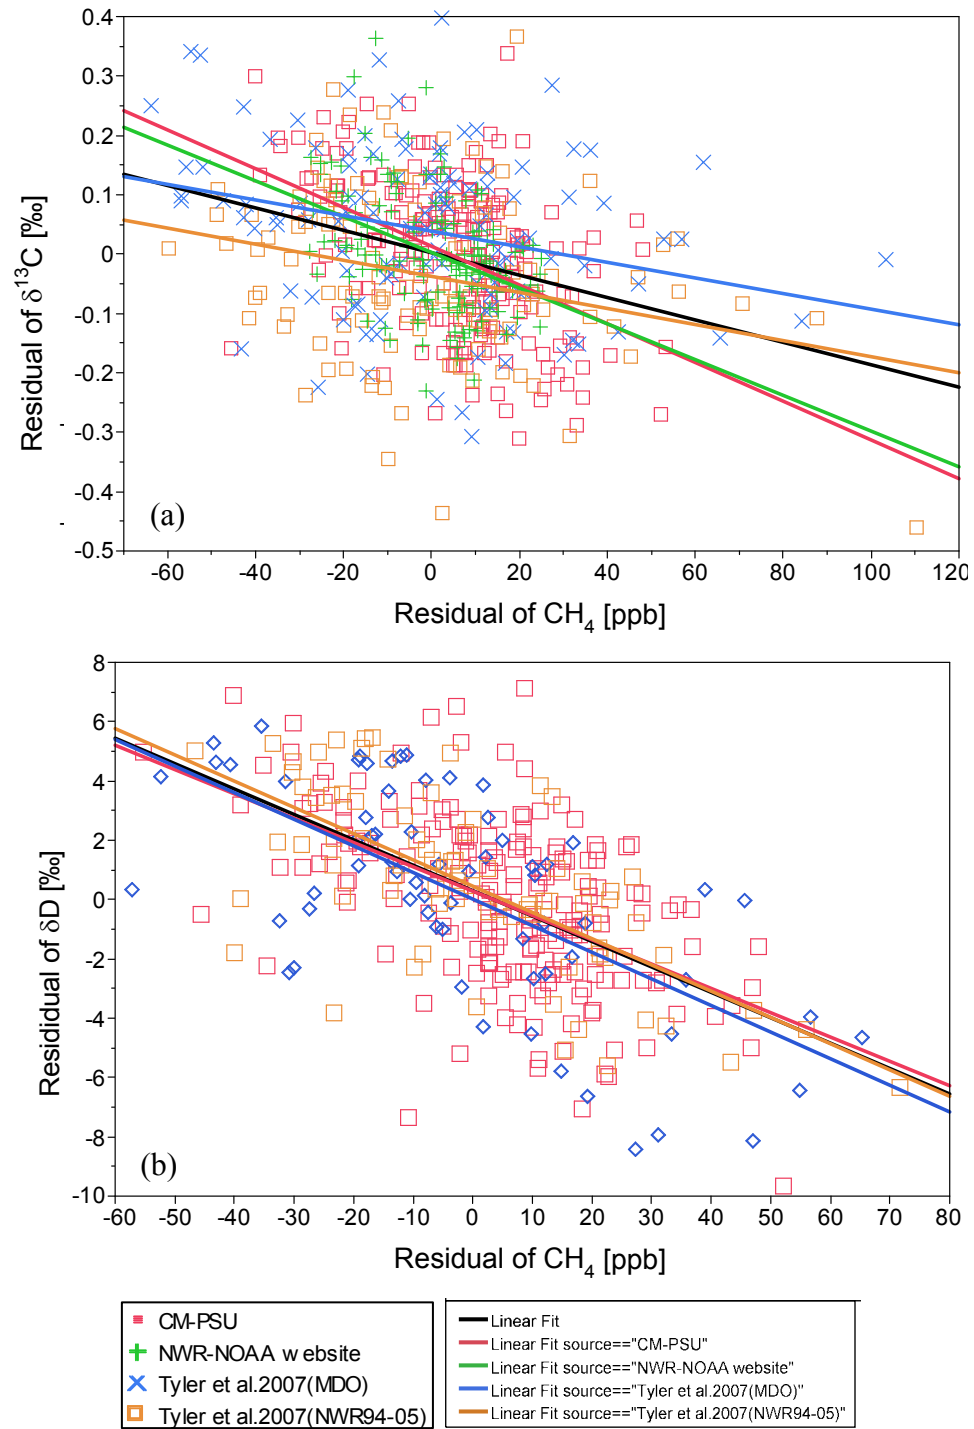 0.4
0.3
0.2
0.1
0
-0.1
-0.2
-0.3
-0.4
-0.5
Residual of δ¹³C [‰]
(a)
-60 -40 -20 0 20 40 60 80 100 120
Residual of CH₄ [ppb]
8
6
4
2
0
-2
-4
-6
-8
-10
Resididual of δD [‰]
(b)
-60 -50 -40 -30 -20 -10 0 10 20 30 40 50 60 70 80
Residual of CH₄ [ppb]
CM-PSU
NWR-NOAA website
Tyler et al.2007(MDO)
Tyler et al.2007(NWR94-05)
Linear Fit
Linear Fit source=="CM-PSU"
Linear Fit source=="NWR-NOAA website"
Linear Fit source=="Tyler et al.2007(MDO)"
Linear Fit source=="Tyler et al.2007(NWR94-05)"